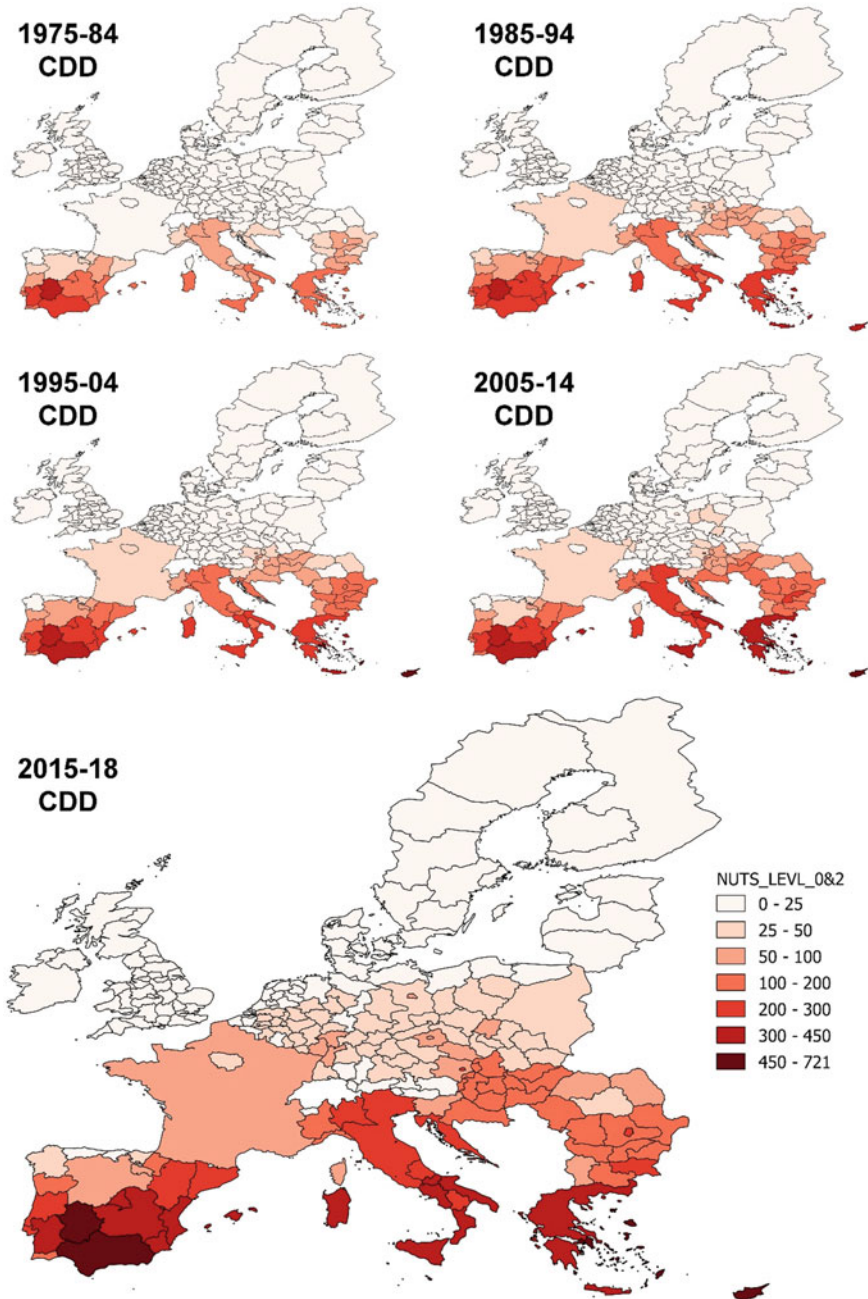 1975-84
CDD
1985-94
CDD
1995-04
CDD
2005-14
CDD
2015-18
CDD
NUTS_LEVL_0&2
0 - 25
25 - 50
50 - 100
100 - 200
200 - 300
300 - 450
450 - 721